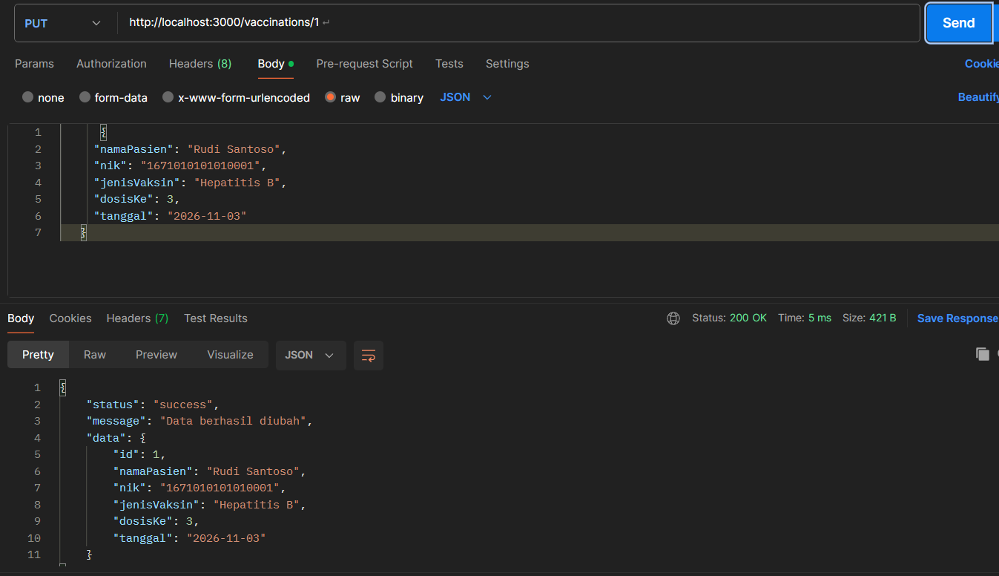 PUT http://localhost:3000/vaccinations/1 Send
Params Authorization Headers (8) Body Pre-request Script Tests Settings Cookie
none form-data x-www-form-urlencoded raw binary JSON Beautify
1 {
2 "namaPasien": "Rudi Santoso",
3 "nik": "1671010101010001",
4 "jenisVaksin": "Hepatitis B",
5 "dosisKe": 3,
6 "tanggal": "2026-11-03"
7 }
Body Cookies Headers (7) Test Results Status: 200 OK Time: 5 ms Size: 421 B Save Response
Pretty Raw Preview Visualize JSON
1 {
2 "status": "success",
3 "message": "Data berhasil diubah",
4 "data": {
5 "id": 1,
6 "namaPasien": "Rudi Santoso",
7 "nik": "1671010101010001",
8 "jenisVaksin": "Hepatitis B",
9 "dosisKe": 3,
10 "tanggal": "2026-11-03"
11 }